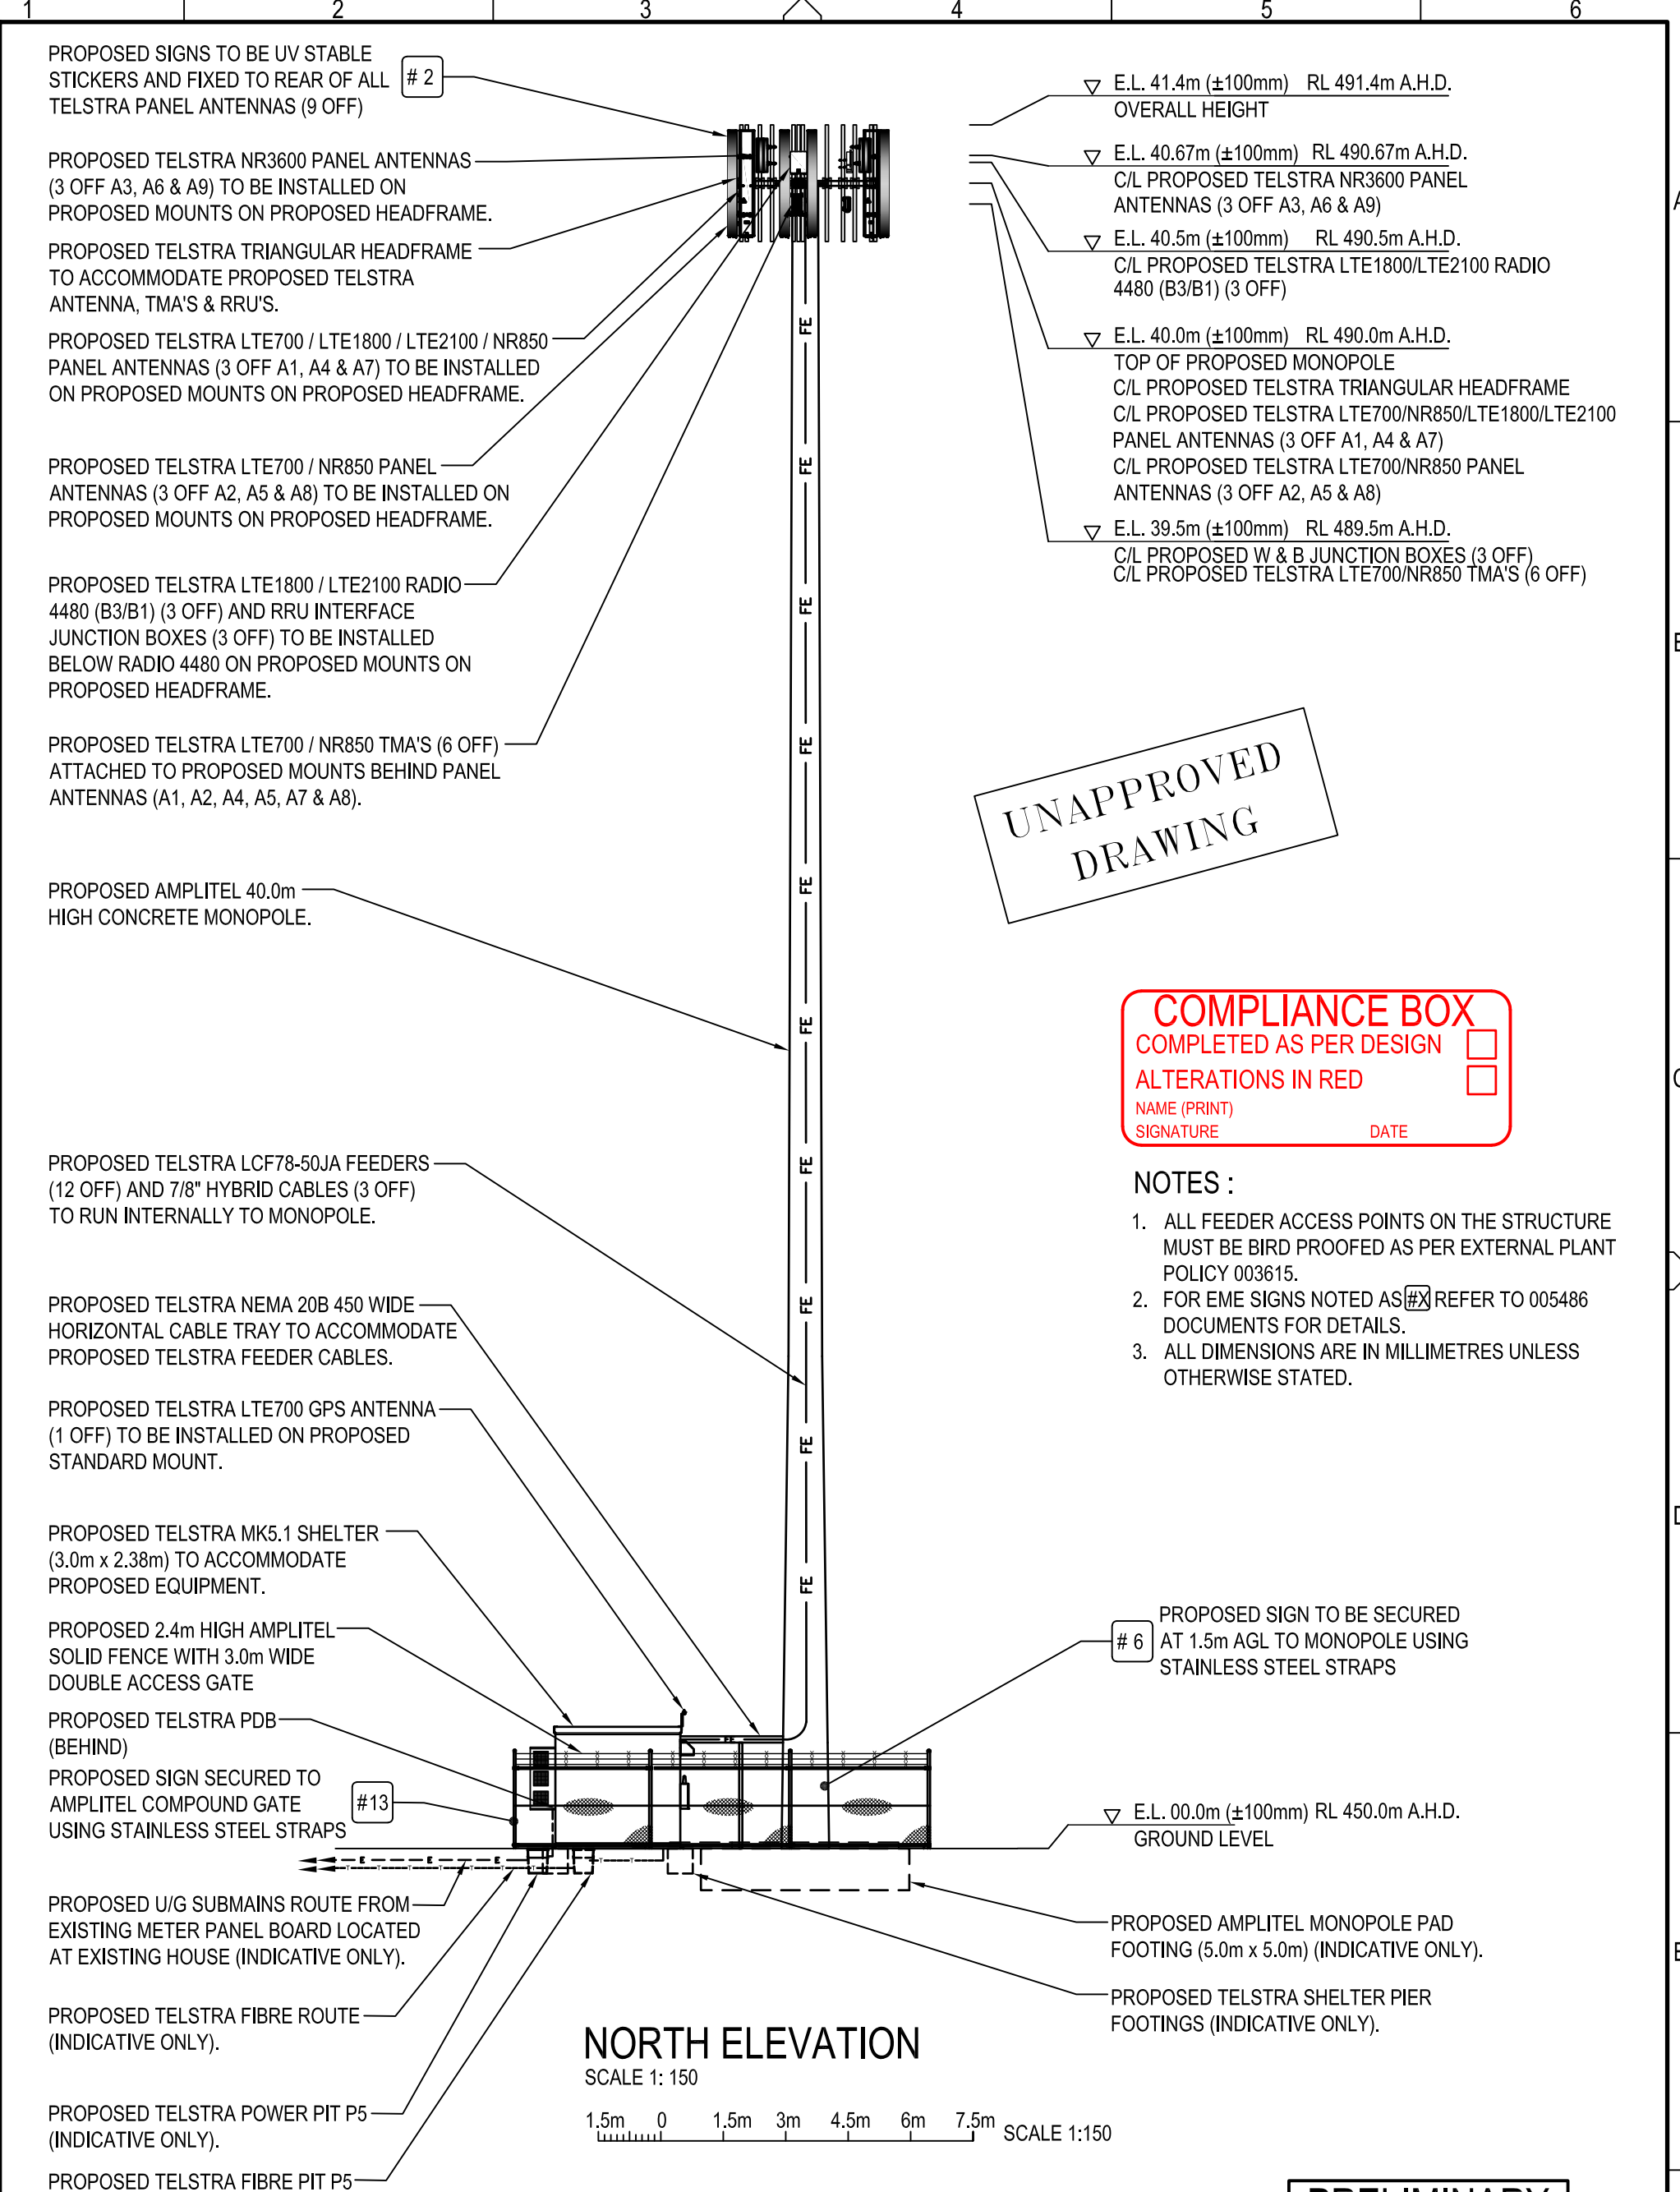 1 2 3 4 5 6
PROPOSED SIGNS TO BE UV STABLE
STICKERS AND FIXED TO REAR OF ALL
TELSTRA PANEL ANTENNAS (9 OFF)
# 2
PROPOSED TELSTRA NR3600 PANEL ANTENNAS
(3 OFF A3, A6 & A9) TO BE INSTALLED ON
PROPOSED MOUNTS ON PROPOSED HEADFRAME.
PROPOSED TELSTRA TRIANGULAR HEADFRAME
TO ACCOMMODATE PROPOSED TELSTRA
ANTENNA, TMA'S & RRU'S.
PROPOSED TELSTRA LTE700 / LTE1800 / LTE2100 / NR850
PANEL ANTENNAS (3 OFF A1, A4 & A7) TO BE INSTALLED
ON PROPOSED MOUNTS ON PROPOSED HEADFRAME.
PROPOSED TELSTRA LTE700 / NR850 PANEL
ANTENNAS (3 OFF A2, A5 & A8) TO BE INSTALLED ON
PROPOSED MOUNTS ON PROPOSED HEADFRAME.
PROPOSED TELSTRA LTE1800 / LTE2100 RADIO
4480 (B3/B1) (3 OFF) AND RRU INTERFACE
JUNCTION BOXES (3 OFF) TO BE INSTALLED
BELOW RADIO 4480 ON PROPOSED MOUNTS ON
PROPOSED HEADFRAME.
PROPOSED TELSTRA LTE700 / NR850 TMA'S (6 OFF)
ATTACHED TO PROPOSED MOUNTS BEHIND PANEL
ANTENNAS (A1, A2, A4, A5, A7 & A8).
PROPOSED AMPLITEL 40.0m
HIGH CONCRETE MONOPOLE.
PROPOSED TELSTRA LCF78-50JA FEEDERS
(12 OFF) AND 7/8" HYBRID CABLES (3 OFF)
TO RUN INTERNALLY TO MONOPOLE.
PROPOSED TELSTRA NEMA 20B 450 WIDE
HORIZONTAL CABLE TRAY TO ACCOMMODATE
PROPOSED TELSTRA FEEDER CABLES.
PROPOSED TELSTRA LTE700 GPS ANTENNA
(1 OFF) TO BE INSTALLED ON PROPOSED
STANDARD MOUNT.
PROPOSED TELSTRA MK5.1 SHELTER
(3.0m x 2.38m) TO ACCOMMODATE
PROPOSED EQUIPMENT.
PROPOSED 2.4m HIGH AMPLITEL
SOLID FENCE WITH 3.0m WIDE
DOUBLE ACCESS GATE
PROPOSED TELSTRA PDB
(BEHIND)
PROPOSED SIGN SECURED TO
AMPLITEL COMPOUND GATE
USING STAINLESS STEEL STRAPS
#13
PROPOSED U/G SUBMAINS ROUTE FROM
EXISTING METER PANEL BOARD LOCATED
AT EXISTING HOUSE (INDICATIVE ONLY).
PROPOSED TELSTRA FIBRE ROUTE
(INDICATIVE ONLY).
PROPOSED TELSTRA POWER PIT P5
(INDICATIVE ONLY).
PROPOSED TELSTRA FIBRE PIT P5
FE
FE
FE
FE
FE
FE
FE
FE
FE
FE
FE
E E E
E.L. 41.4m (±100mm) RL 491.4m A.H.D.
OVERALL HEIGHT
E.L. 40.67m (±100mm) RL 490.67m A.H.D.
C/L PROPOSED TELSTRA NR3600 PANEL
ANTENNAS (3 OFF A3, A6 & A9)
E.L. 40.5m (±100mm) RL 490.5m A.H.D.
C/L PROPOSED TELSTRA LTE1800/LTE2100 RADIO
4480 (B3/B1) (3 OFF)
E.L. 40.0m (±100mm) RL 490.0m A.H.D.
TOP OF PROPOSED MONOPOLE
C/L PROPOSED TELSTRA TRIANGULAR HEADFRAME
C/L PROPOSED TELSTRA LTE700/NR850/LTE1800/LTE2100
PANEL ANTENNAS (3 OFF A1, A4 & A7)
C/L PROPOSED TELSTRA LTE700/NR850 PANEL
ANTENNAS (3 OFF A2, A5 & A8)
E.L. 39.5m (±100mm) RL 489.5m A.H.D.
C/L PROPOSED W & B JUNCTION BOXES (3 OFF)
C/L PROPOSED TELSTRA LTE700/NR850 TMA'S (6 OFF)
UNAPPROVED
DRAWING
COMPLIANCE BOX
COMPLETED AS PER DESIGN
ALTERATIONS IN RED
NAME (PRINT)
SIGNATURE DATE
NOTES :
1. ALL FEEDER ACCESS POINTS ON THE STRUCTURE
MUST BE BIRD PROOFED AS PER EXTERNAL PLANT
POLICY 003615.
2. FOR EME SIGNS NOTED AS #X REFER TO 005486
DOCUMENTS FOR DETAILS.
3. ALL DIMENSIONS ARE IN MILLIMETRES UNLESS
OTHERWISE STATED.
# 6
PROPOSED SIGN TO BE SECURED
AT 1.5m AGL TO MONOPOLE USING
STAINLESS STEEL STRAPS
E.L. 00.0m (±100mm) RL 450.0m A.H.D.
GROUND LEVEL
PROPOSED AMPLITEL MONOPOLE PAD
FOOTING (5.0m x 5.0m) (INDICATIVE ONLY).
PROPOSED TELSTRA SHELTER PIER
FOOTINGS (INDICATIVE ONLY).
NORTH ELEVATION
SCALE 1: 150
1.5m 0 1.5m 3m 4.5m 6m 7.5m SCALE 1:150
PRELIMINARY